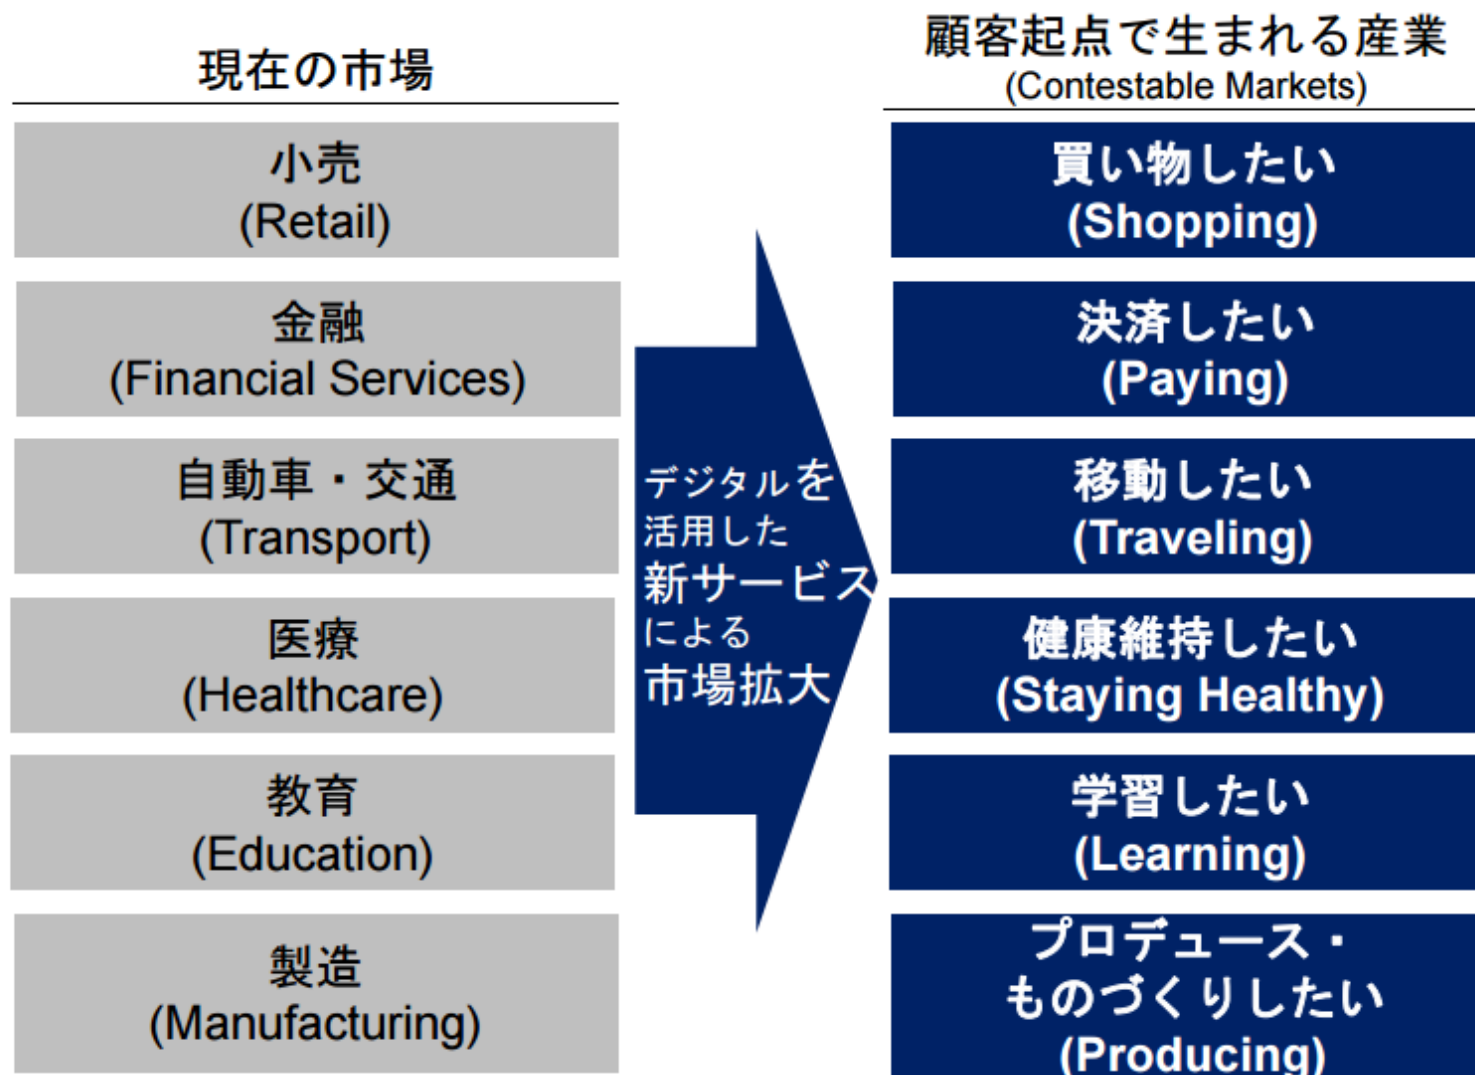 現在の市場
顧客起点で生まれる産業
(Contestable Markets)
小売
(Retail)
金融
(Financial Services)
自動車・交通
(Transport)
医療
(Healthcare)
教育
(Education)
製造
(Manufacturing)
デジタルを
活用した
新サービス
による
市場拡大
買い物したい
(Shopping)
決済したい
(Paying)
移動したい
(Traveling)
健康維持したい
(Staying Healthy)
学習したい
(Learning)
プロデュース・
ものづくりしたい
(Producing)